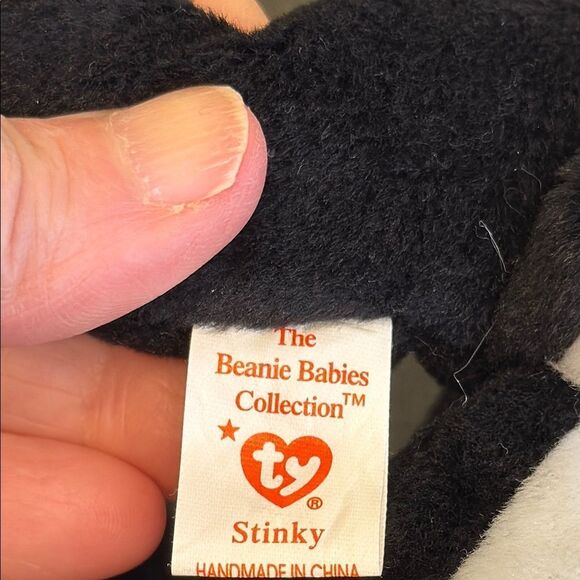 The
Beanie Babies
Collection™
ty®
Stinky
HANDMADE IN CHINA